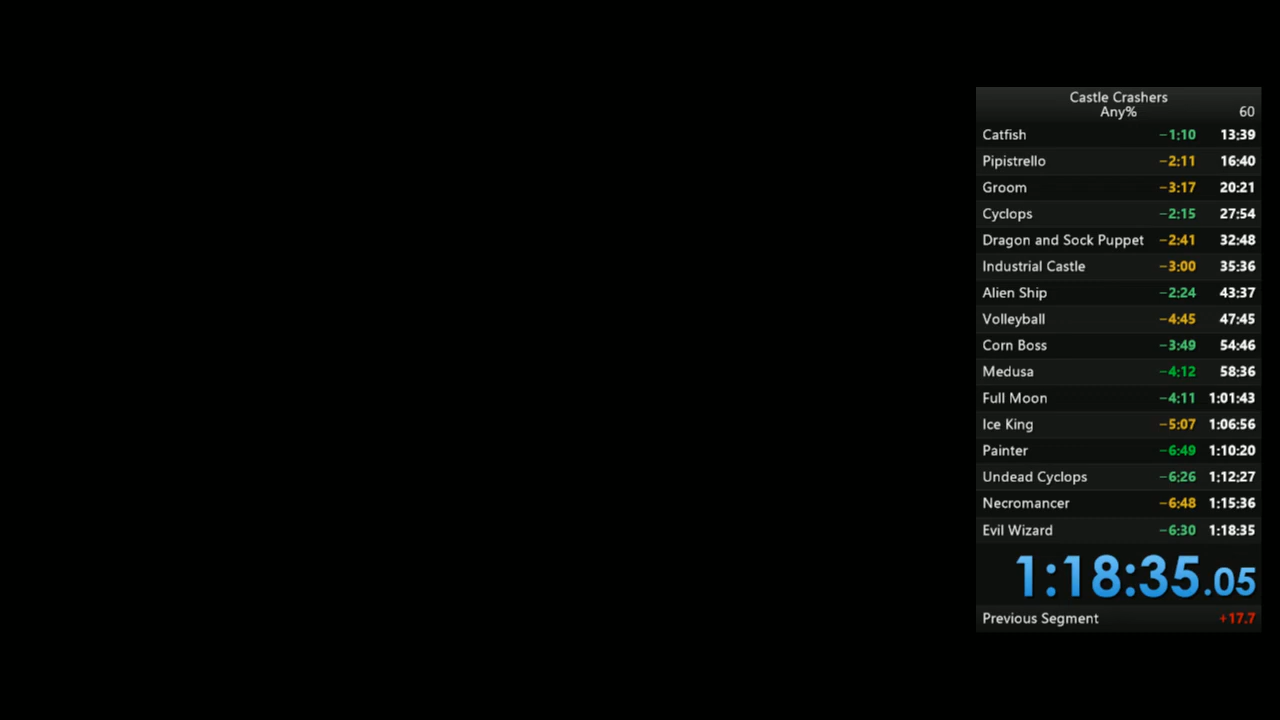 Castle Crashers
Any% 60
Catfish −1:10 13:39
Pipistrello −2:11 16:40
Groom −3:17 20:21
Cyclops −2:15 27:54
Dragon and Sock Puppet −2:41 32:48
Industrial Castle −3:00 35:36
Alien Ship −2:24 43:37
Volleyball −4:45 47:45
Corn Boss −3:49 54:46
Medusa −4:12 58:36
Full Moon −4:11 1:01:43
Ice King −5:07 1:06:56
Painter −6:49 1:10:20
Undead Cyclops −6:26 1:12:27
Necromancer −6:48 1:15:36
Evil Wizard −6:30 1:18:35
1:18:35.05
Previous Segment +17.7